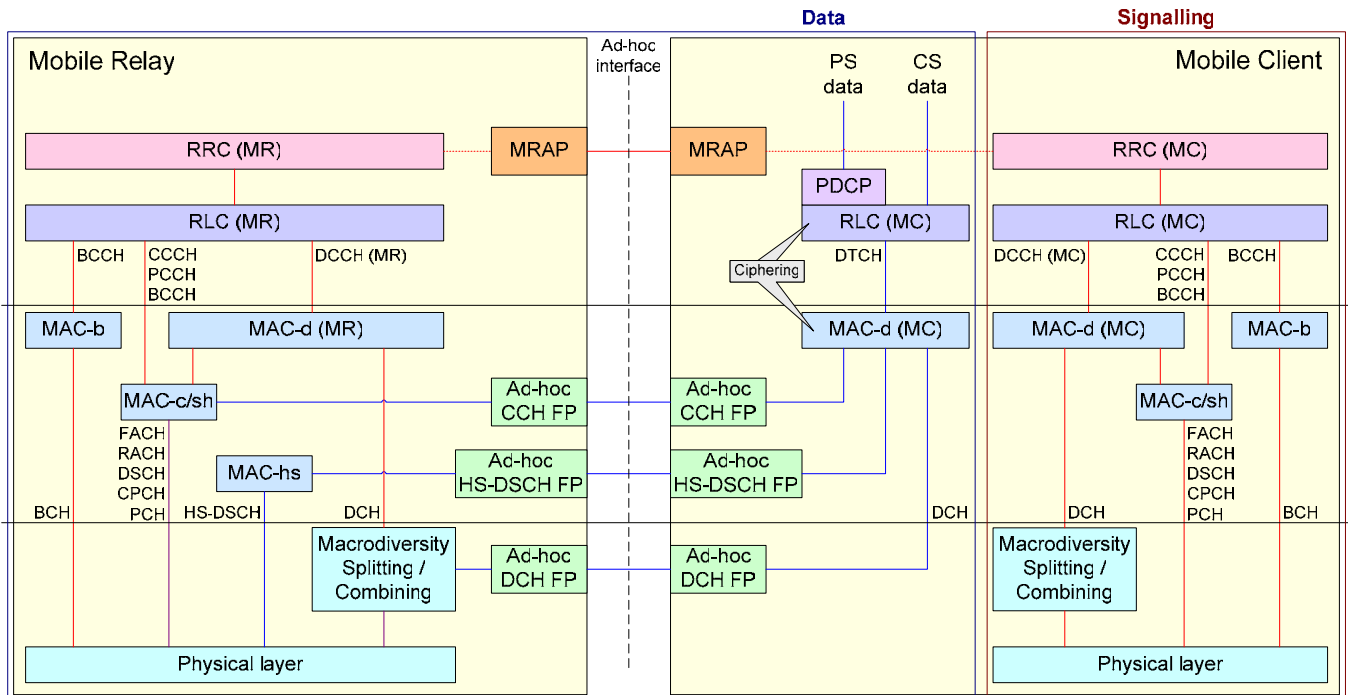 Data
Signalling
Mobile Relay
Ad-hoc
interface
PS
data
CS
data
Mobile Client
RRC (MR)
MRAP
MRAP
RRC (MC)
PDCP
RLC (MR)
RLC (MC)
RLC (MC)
BCCH
CCCH
PCCH
BCCH
DCCH (MR)
Ciphering
DTCH
DCCH (MC)
CCCH
PCCH
BCCH
BCCH
MAC-b
MAC-d (MR)
MAC-d (MC)
MAC-d (MC)
MAC-b
MAC-c/sh
Ad-hoc
CCH FP
Ad-hoc
CCH FP
MAC-c/sh
FACH
RACH
DSCH
CPCH
PCH
MAC-hs
Ad-hoc
HS-DSCH FP
Ad-hoc
HS-DSCH FP
FACH
RACH
DSCH
CPCH
PCH
BCH
HS-DSCH
DCH
DCH
DCH
BCH
Macrodiversity
Splitting /
Combining
Ad-hoc
DCH FP
Ad-hoc
DCH FP
Macrodiversity
Splitting /
Combining
Physical layer
Physical layer